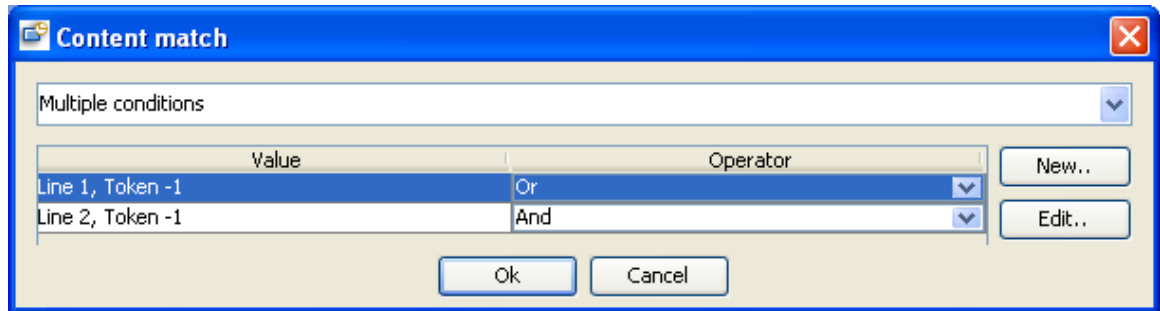 Content match
Multiple conditions
Value Operator
New..
Line 1, Token -1 Or
Line 2, Token -1 And
Edit..
Ok Cancel